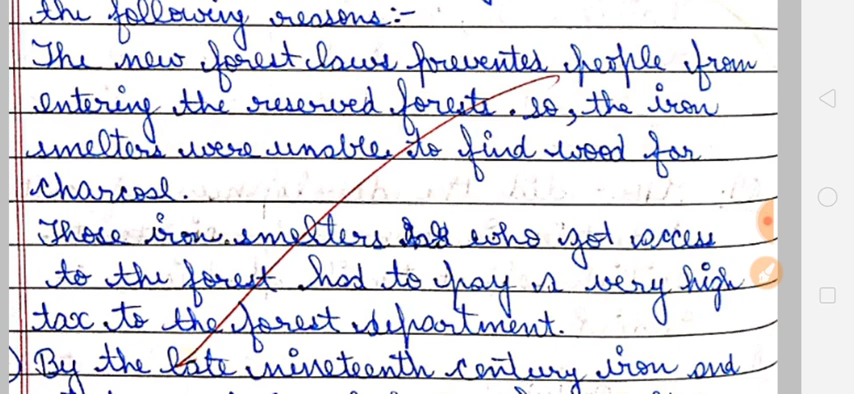 the following reasons:-
The new forest laws prevented people from
entering the reserved forests. so, the iron
smelters were unable to find wood for
charcoal.
Those iron smelters who got access
to the forest had to pay a very high
tax to the forest department.
) By the late nineteenth century iron and